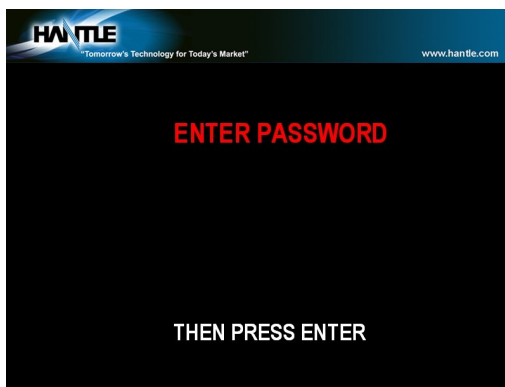 HANTLE
"Tomorrow's Technology for Today's Market"
www.hantle.com
ENTER PASSWORD
THEN PRESS ENTER